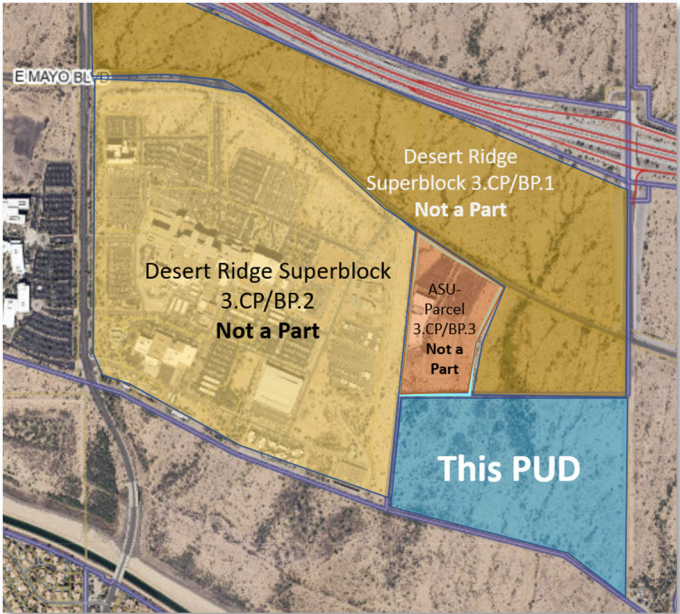 E MAYO BLVD
Desert Ridge
Superblock 3.CP/BP.1
Not a Part
Desert Ridge Superblock
3.CP/BP.2
Not a Part
ASU-
Parcel
3.CP/BP.3
Not a
Part
This PUD